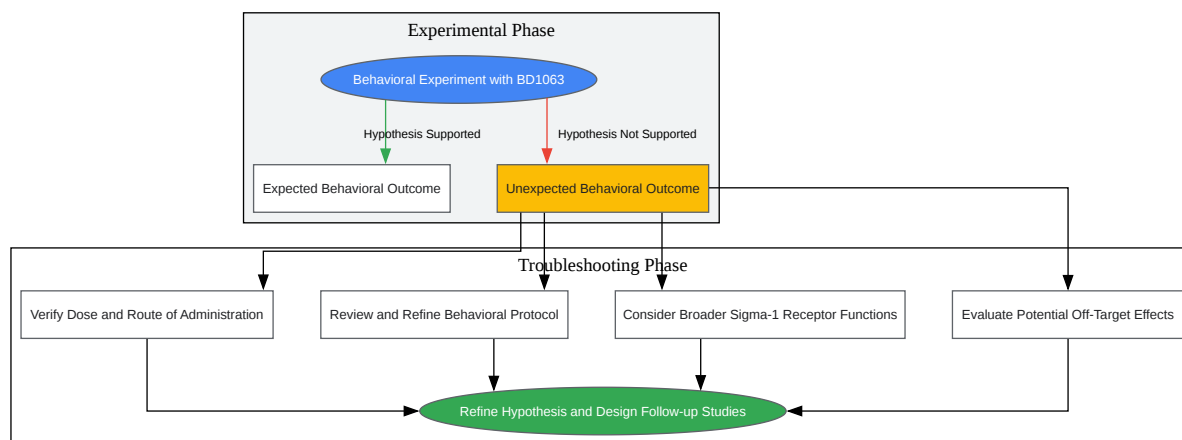 Experimental Phase
Behavioral Experiment with BD1063
Hypothesis Supported
Hypothesis Not Supported
Expected Behavioral Outcome
Unexpected Behavioral Outcome
Troubleshooting Phase
Verify Dose and Route of Administration
Review and Refine Behavioral Protocol
Consider Broader Sigma-1 Receptor Functions
Evaluate Potential Off-Target Effects
Refine Hypothesis and Design Follow-up Studies